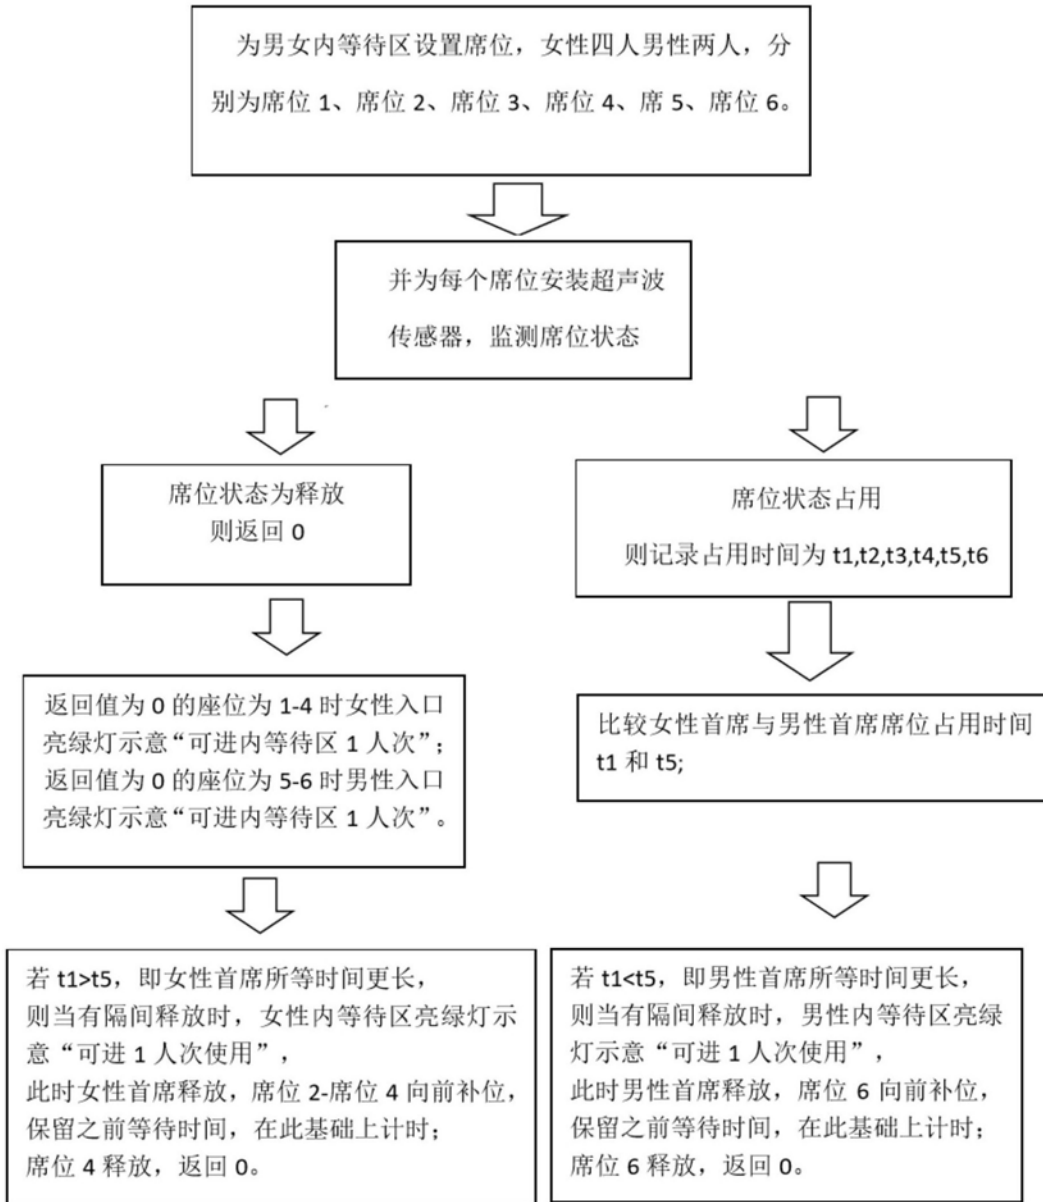 为男女内等待区设置席位，女性四人男性两人，分
别为席位 1、席位 2、席位 3、席位 4、席 5、席位 6。
并为每个席位安装超声波
传感器，监测席位状态
席位状态为释放
则返回 0
席位状态占用
则记录占用时间为 t1,t2,t3,t4,t5,t6
返回值为 0 的座位为 1-4 时女性入口
亮绿灯示意“可进内等待区 1 人次”；
返回值为 0 的座位为 5-6 时男性入口
亮绿灯示意“可进内等待区 1 人次”。
比较女性首席与男性首席席位占用时间
t1 和 t5;
若 t1>t5，即女性首席所等时间更长，
则当有隔间释放时，女性内等待区亮绿灯示
意“可进 1 人次使用”，
此时女性首席释放，席位 2-席位 4 向前补位，
保留之前等待时间，在此基础上计时；
席位 4 释放，返回 0。
若 t1<t5，即男性首席所等时间更长，
则当有隔间释放时，男性内等待区亮绿
灯示意“可进 1 人次使用”，
此时男性首席释放，席位 6 向前补位，
保留之前等待时间，在此基础上计时；
席位 6 释放，返回 0。